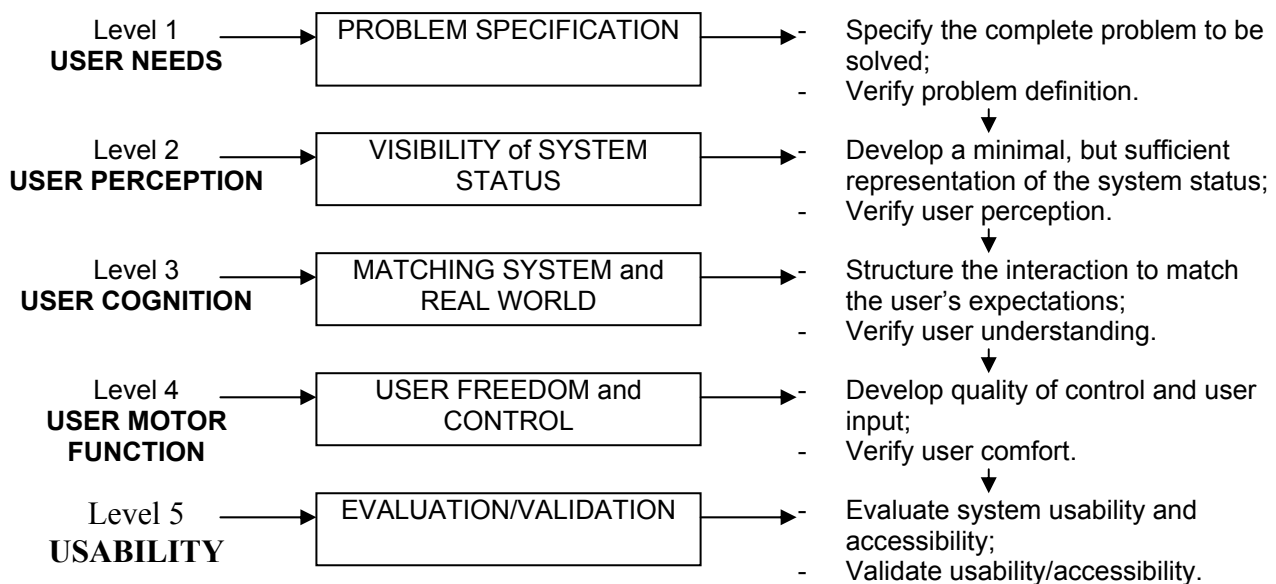 Level 1
USER NEEDS
PROBLEM SPECIFICATION
- Specify the complete problem to be
solved;
- Verify problem definition.
Level 2
USER PERCEPTION
VISIBILITY of SYSTEM
STATUS
- Develop a minimal, but sufficient
representation of the system status;
- Verify user perception.
Level 3
USER COGNITION
MATCHING SYSTEM and
REAL WORLD
- Structure the interaction to match
the user's expectations;
- Verify user understanding.
Level 4
USER MOTOR
FUNCTION
USER FREEDOM and
CONTROL
- Develop quality of control and user
input;
- Verify user comfort.
Level 5
USABILITY
EVALUATION/VALIDATION
- Evaluate system usability and
accessibility;
- Validate usability/accessibility.